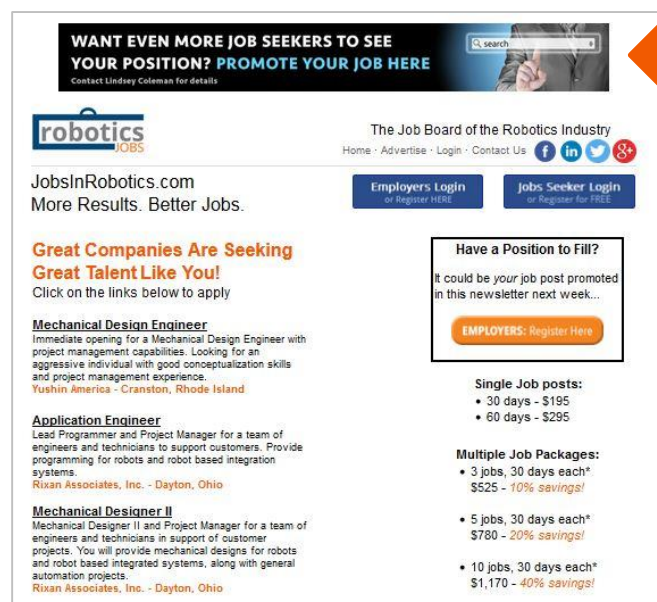 WANT EVEN MORE JOB SEEKERS TO SEE
YOUR POSITION? PROMOTE YOUR JOB HERE
Contact Lindsey Coleman for details
search
robotics
JOBS
The Job Board of the Robotics Industry
Home · Advertise · Login · Contact Us
f in 8+
JobsInRobotics.com
More Results. Better Jobs.
Employers Login
or Register HERE
Jobs Seeker Login
or Register for FREE
Great Companies Are Seeking
Great Talent Like You!
Click on the links below to apply
Mechanical Design Engineer
Immediate opening for a Mechanical Design Engineer with
project management capabilities. Looking for an
aggressive individual with good conceptualization skills
and project management experience.
Yushin America - Cranston, Rhode Island
Application Engineer
Lead Programmer and Project Manager for a team of
engineers and technicians to support customers. Provide
programming for robots and robot based integration
systems.
Rixan Associates, Inc. - Dayton, Ohio
Mechanical Designer II
Mechanical Designer II and Project Manager for a team of
engineers and technicians in support of customer
projects. You will provide mechanical designs for robots
and robot based integrated systems, along with general
automation projects.
Rixan Associates, Inc. - Dayton, Ohio
Have a Position to Fill?
It could be your job post promoted
in this newsletter next week...
EMPLOYERS: Register Here
Single Job posts:
• 30 days - $195
• 60 days - $295
Multiple Job Packages:
• 3 jobs, 30 days each*
$525 - 10% savings!
• 5 jobs, 30 days each*
$780 - 20% savings!
• 10 jobs, 30 days each*
$1,170 - 40% savings!